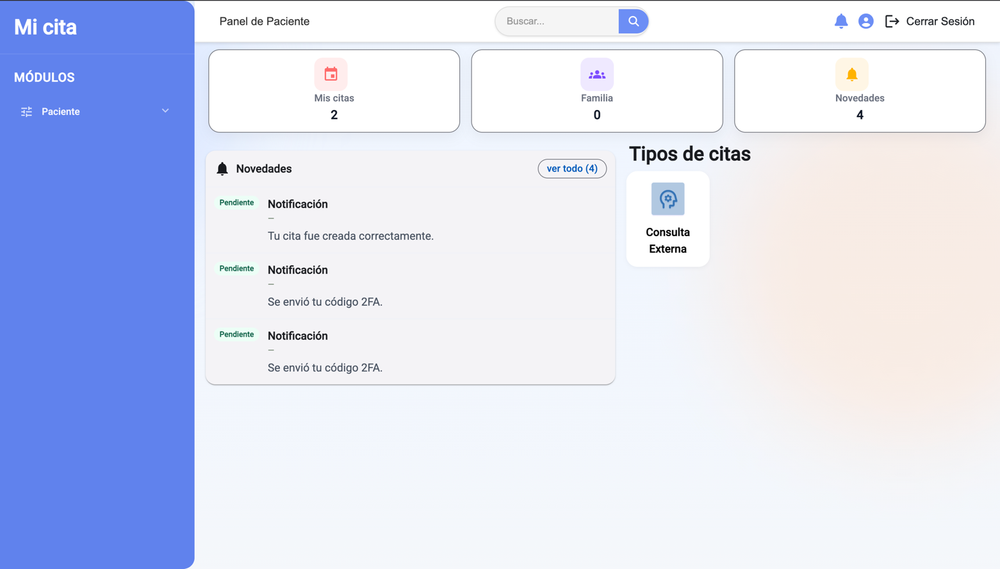 Mi cita
MÓDULOS
Paciente
Panel de Paciente
Buscar...
Cerrar Sesión
Mis citas
2
Familia
0
Novedades
4
Novedades
ver todo (4)
Pendiente
Notificación
—
Tu cita fue creada correctamente.
Pendiente
Notificación
—
Se envió tu código 2FA.
Pendiente
Notificación
—
Se envió tu código 2FA.
Tipos de citas
Consulta
Externa